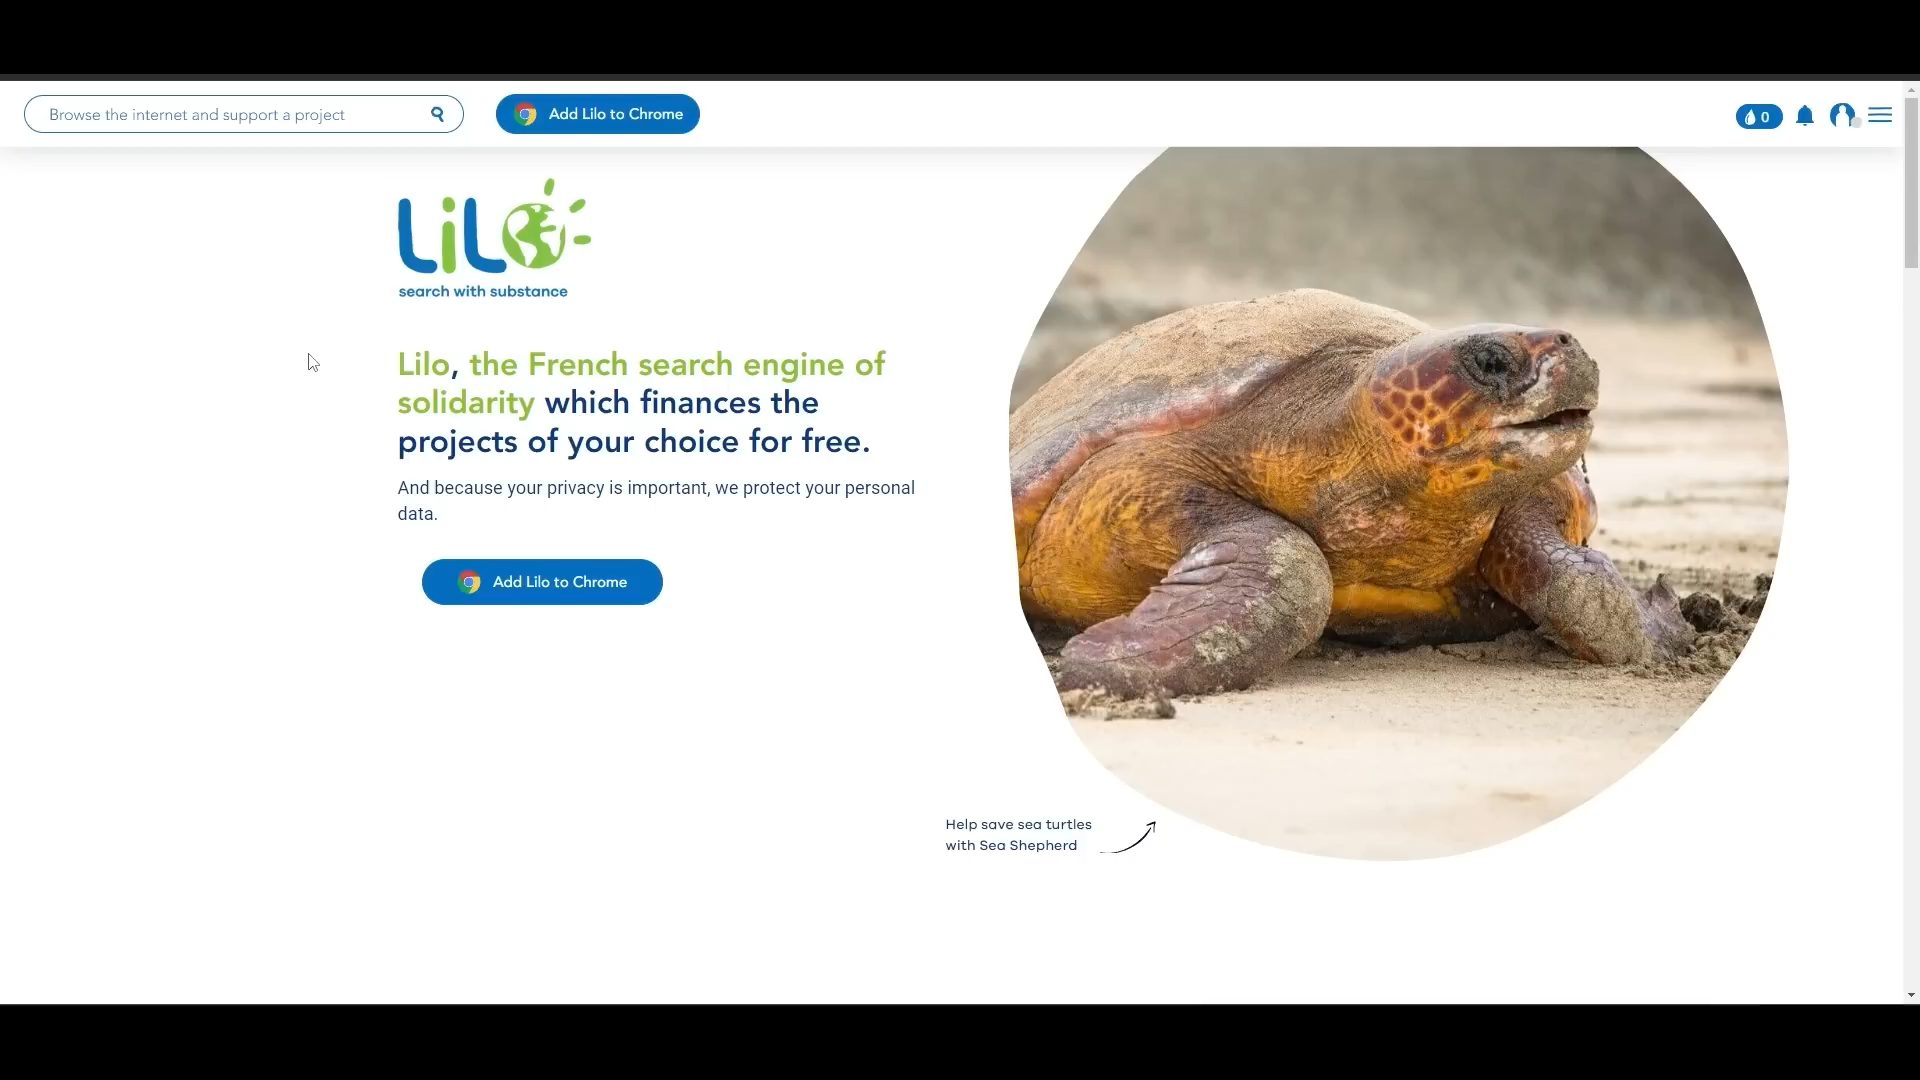 Browse the internet and support a project
Add Lilo to Chrome
0
LiLO
search with substance
Lilo, the French search engine of
solidarity which finances the
projects of your choice for free.
And because your privacy is important, we protect your personal
data.
Add Lilo to Chrome
Help save sea turtles
with Sea Shepherd